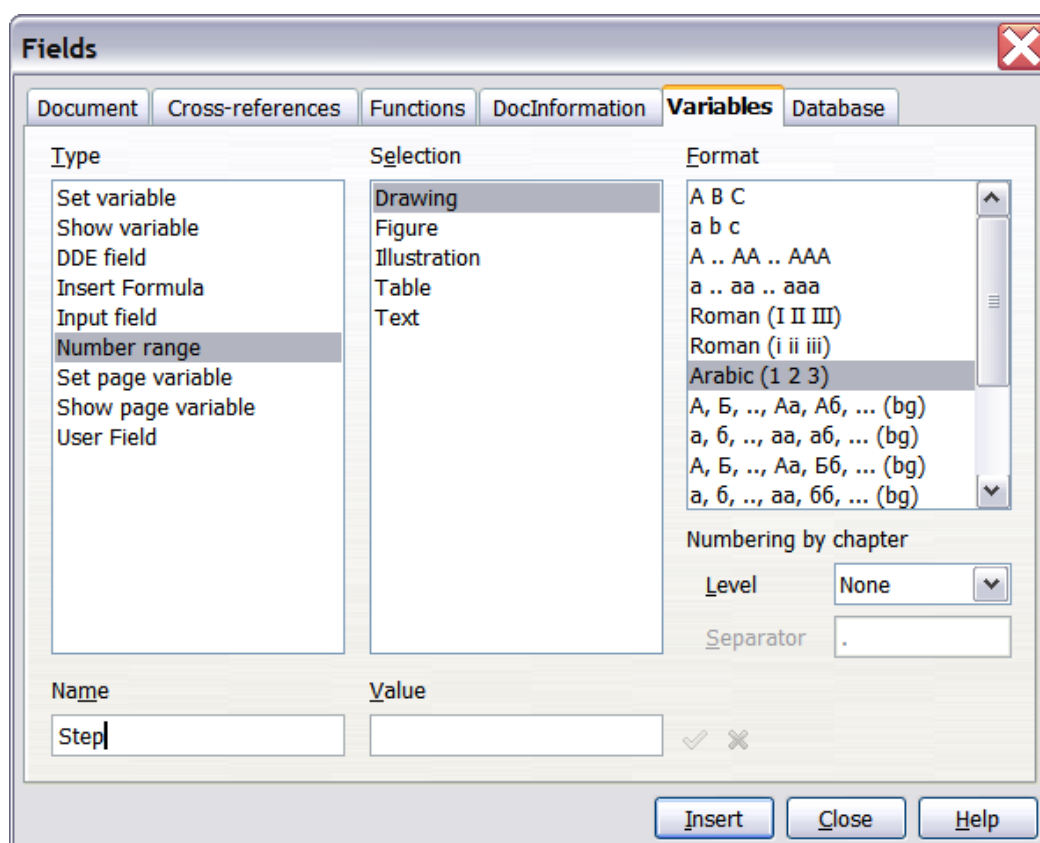 Fields
Document Cross-references Functions DocInformation Variables Database
Type
Set variable
Show variable
DDE field
Insert Formula
Input field
Number range
Set page variable
Show page variable
User Field
Selection
Drawing
Figure
Illustration
Table
Text
Format
A B C
a b c
A .. AA .. AAA
a .. aa .. aaa
Roman (I II III)
Roman (i ii iii)
Arabic (1 2 3)
А, Б, .., Аа, Аб, ... (bg)
а, б, .., аа, аб, ... (bg)
А, Б, .., Аа, Бб, ... (bg)
а, б, .., аа, бб, ... (bg)
Numbering by chapter
Level None
Separator .
Name
Step
Value
Insert Close Help